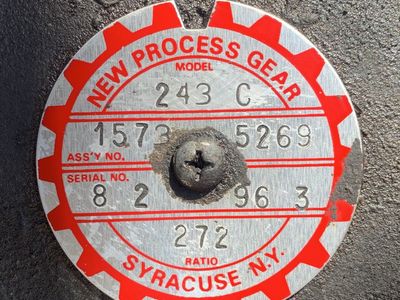 NEW PROCESS GEAR
MODEL
243 C
1573 5269
ASS'Y NO.
SERIAL NO.
8 2 96 3
272
RATIO
SYRACUSE N.Y.